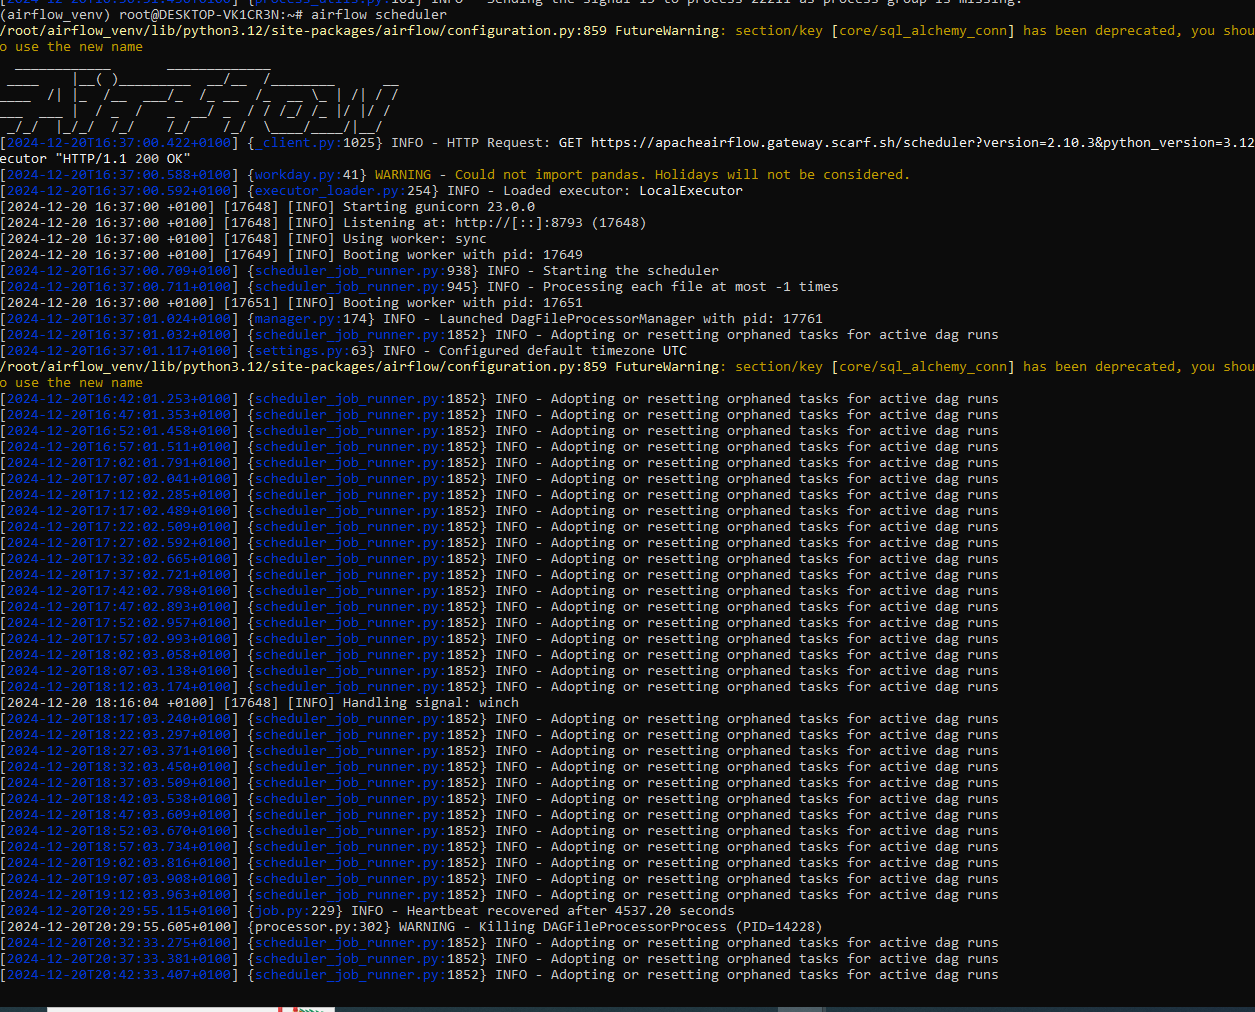 [2024-12-20T16:36:50.101] {process_utils.py:101} INFO - Sending the signal 15 to process 22211 as process group is missing.
(airflow_venv) root@DESKTOP-VK1CR3N:~# airflow scheduler
/root/airflow_venv/lib/python3.12/site-packages/airflow/configuration.py:859 FutureWarning: section/key [core/sql_alchemy_conn] has been deprecated, you shou
o use the new name
[2024-12-20T16:37:00.422+0100] {_client.py:1025} INFO - HTTP Request: GET https://apacheairflow.gateway.scarf.sh/scheduler?version=2.10.3&python_version=3.12
ecutor "HTTP/1.1 200 OK"
[2024-12-20T16:37:00.588+0100] {workday.py:41} WARNING - Could not import pandas. Holidays will not be considered.
[2024-12-20T16:37:00.592+0100] {executor_loader.py:254} INFO - Loaded executor: LocalExecutor
[2024-12-20 16:37:00 +0100] [17648] [INFO] Starting gunicorn 23.0.0
[2024-12-20 16:37:00 +0100] [17648] [INFO] Listening at: http://[::]:8793 (17648)
[2024-12-20 16:37:00 +0100] [17648] [INFO] Using worker: sync
[2024-12-20 16:37:00 +0100] [17649] [INFO] Booting worker with pid: 17649
[2024-12-20T16:37:00.709+0100] {scheduler_job_runner.py:938} INFO - Starting the scheduler
[2024-12-20T16:37:00.711+0100] {scheduler_job_runner.py:945} INFO - Processing each file at most -1 times
[2024-12-20 16:37:00 +0100] [17651] [INFO] Booting worker with pid: 17651
[2024-12-20T16:37:01.024+0100] {manager.py:174} INFO - Launched DagFileProcessorManager with pid: 17761
[2024-12-20T16:37:01.032+0100] {scheduler_job_runner.py:1852} INFO - Adopting or resetting orphaned tasks for active dag runs
[2024-12-20T16:37:01.117+0100] {settings.py:63} INFO - Configured default timezone UTC
/root/airflow_venv/lib/python3.12/site-packages/airflow/configuration.py:859 FutureWarning: section/key [core/sql_alchemy_conn] has been deprecated, you shou
o use the new name
[2024-12-20T16:42:01.253+0100] {scheduler_job_runner.py:1852} INFO - Adopting or resetting orphaned tasks for active dag runs
[2024-12-20T16:47:01.353+0100] {scheduler_job_runner.py:1852} INFO - Adopting or resetting orphaned tasks for active dag runs
[2024-12-20T16:52:01.458+0100] {scheduler_job_runner.py:1852} INFO - Adopting or resetting orphaned tasks for active dag runs
[2024-12-20T16:57:01.511+0100] {scheduler_job_runner.py:1852} INFO - Adopting or resetting orphaned tasks for active dag runs
[2024-12-20T17:02:01.791+0100] {scheduler_job_runner.py:1852} INFO - Adopting or resetting orphaned tasks for active dag runs
[2024-12-20T17:07:02.041+0100] {scheduler_job_runner.py:1852} INFO - Adopting or resetting orphaned tasks for active dag runs
[2024-12-20T17:12:02.285+0100] {scheduler_job_runner.py:1852} INFO - Adopting or resetting orphaned tasks for active dag runs
[2024-12-20T17:17:02.489+0100] {scheduler_job_runner.py:1852} INFO - Adopting or resetting orphaned tasks for active dag runs
[2024-12-20T17:22:02.509+0100] {scheduler_job_runner.py:1852} INFO - Adopting or resetting orphaned tasks for active dag runs
[2024-12-20T17:27:02.592+0100] {scheduler_job_runner.py:1852} INFO - Adopting or resetting orphaned tasks for active dag runs
[2024-12-20T17:32:02.665+0100] {scheduler_job_runner.py:1852} INFO - Adopting or resetting orphaned tasks for active dag runs
[2024-12-20T17:37:02.721+0100] {scheduler_job_runner.py:1852} INFO - Adopting or resetting orphaned tasks for active dag runs
[2024-12-20T17:42:02.798+0100] {scheduler_job_runner.py:1852} INFO - Adopting or resetting orphaned tasks for active dag runs
[2024-12-20T17:47:02.893+0100] {scheduler_job_runner.py:1852} INFO - Adopting or resetting orphaned tasks for active dag runs
[2024-12-20T17:52:02.957+0100] {scheduler_job_runner.py:1852} INFO - Adopting or resetting orphaned tasks for active dag runs
[2024-12-20T17:57:02.993+0100] {scheduler_job_runner.py:1852} INFO - Adopting or resetting orphaned tasks for active dag runs
[2024-12-20T18:02:03.058+0100] {scheduler_job_runner.py:1852} INFO - Adopting or resetting orphaned tasks for active dag runs
[2024-12-20T18:07:03.138+0100] {scheduler_job_runner.py:1852} INFO - Adopting or resetting orphaned tasks for active dag runs
[2024-12-20T18:12:03.174+0100] {scheduler_job_runner.py:1852} INFO - Adopting or resetting orphaned tasks for active dag runs
[2024-12-20 18:16:04 +0100] [17648] [INFO] Handling signal: winch
[2024-12-20T18:17:03.240+0100] {scheduler_job_runner.py:1852} INFO - Adopting or resetting orphaned tasks for active dag runs
[2024-12-20T18:22:03.297+0100] {scheduler_job_runner.py:1852} INFO - Adopting or resetting orphaned tasks for active dag runs
[2024-12-20T18:27:03.371+0100] {scheduler_job_runner.py:1852} INFO - Adopting or resetting orphaned tasks for active dag runs
[2024-12-20T18:32:03.450+0100] {scheduler_job_runner.py:1852} INFO - Adopting or resetting orphaned tasks for active dag runs
[2024-12-20T18:37:03.509+0100] {scheduler_job_runner.py:1852} INFO - Adopting or resetting orphaned tasks for active dag runs
[2024-12-20T18:42:03.538+0100] {scheduler_job_runner.py:1852} INFO - Adopting or resetting orphaned tasks for active dag runs
[2024-12-20T18:47:03.609+0100] {scheduler_job_runner.py:1852} INFO - Adopting or resetting orphaned tasks for active dag runs
[2024-12-20T18:52:03.670+0100] {scheduler_job_runner.py:1852} INFO - Adopting or resetting orphaned tasks for active dag runs
[2024-12-20T18:57:03.734+0100] {scheduler_job_runner.py:1852} INFO - Adopting or resetting orphaned tasks for active dag runs
[2024-12-20T19:02:03.816+0100] {scheduler_job_runner.py:1852} INFO - Adopting or resetting orphaned tasks for active dag runs
[2024-12-20T19:07:03.908+0100] {scheduler_job_runner.py:1852} INFO - Adopting or resetting orphaned tasks for active dag runs
[2024-12-20T19:12:03.963+0100] {scheduler_job_runner.py:1852} INFO - Adopting or resetting orphaned tasks for active dag runs
[2024-12-20T20:29:55.115+0100] {job.py:229} INFO - Heartbeat recovered after 4537.20 seconds
[2024-12-20T20:29:55.605+0100] {processor.py:302} WARNING - Killing DAGFileProcessorProcess (PID=14228)
[2024-12-20T20:32:33.275+0100] {scheduler_job_runner.py:1852} INFO - Adopting or resetting orphaned tasks for active dag runs
[2024-12-20T20:37:33.381+0100] {scheduler_job_runner.py:1852} INFO - Adopting or resetting orphaned tasks for active dag runs
[2024-12-20T20:42:33.407+0100] {scheduler_job_runner.py:1852} INFO - Adopting or resetting orphaned tasks for active dag runs